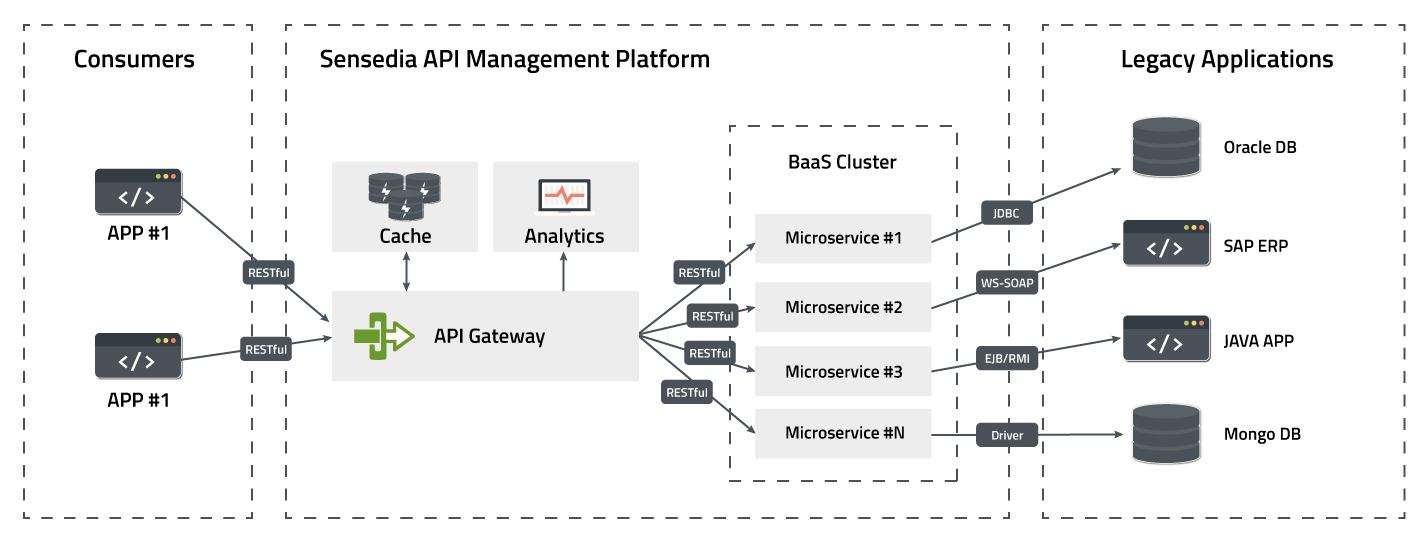 Consumers
</>
APP #1
</>
APP #1
RESTful
RESTful
Sensedia API Management Platform
Cache
Analytics
API Gateway
RESTful
RESTful
RESTful
RESTful
BaaS Cluster
Microservice #1
Microservice #2
Microservice #3
Microservice #N
JDBC
WS-SOAP
EJB/RMI
Driver
Legacy Applications
Oracle DB
</>
SAP ERP
</>
JAVA APP
Mongo DB